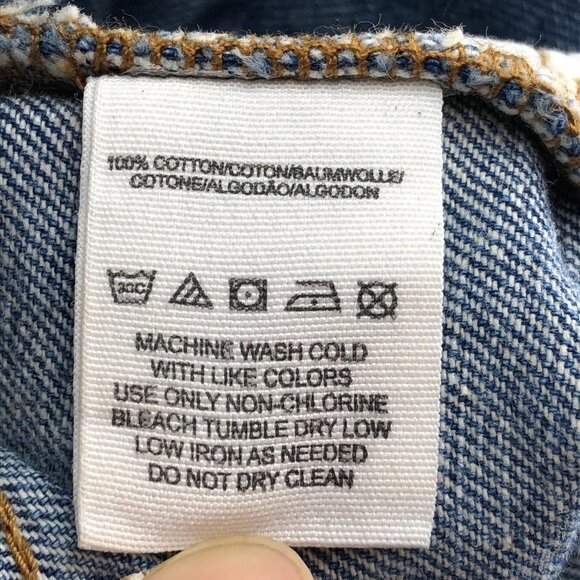 100% COTTON/COTON/BAUMWOLLE/
COTONE/ALGODÃO/ALGODON
30C
MACHINE WASH COLD
WITH LIKE COLORS
USE ONLY NON-CHLORINE
BLEACH TUMBLE DRY LOW
LOW IRON AS NEEDED
DO NOT DRY CLEAN